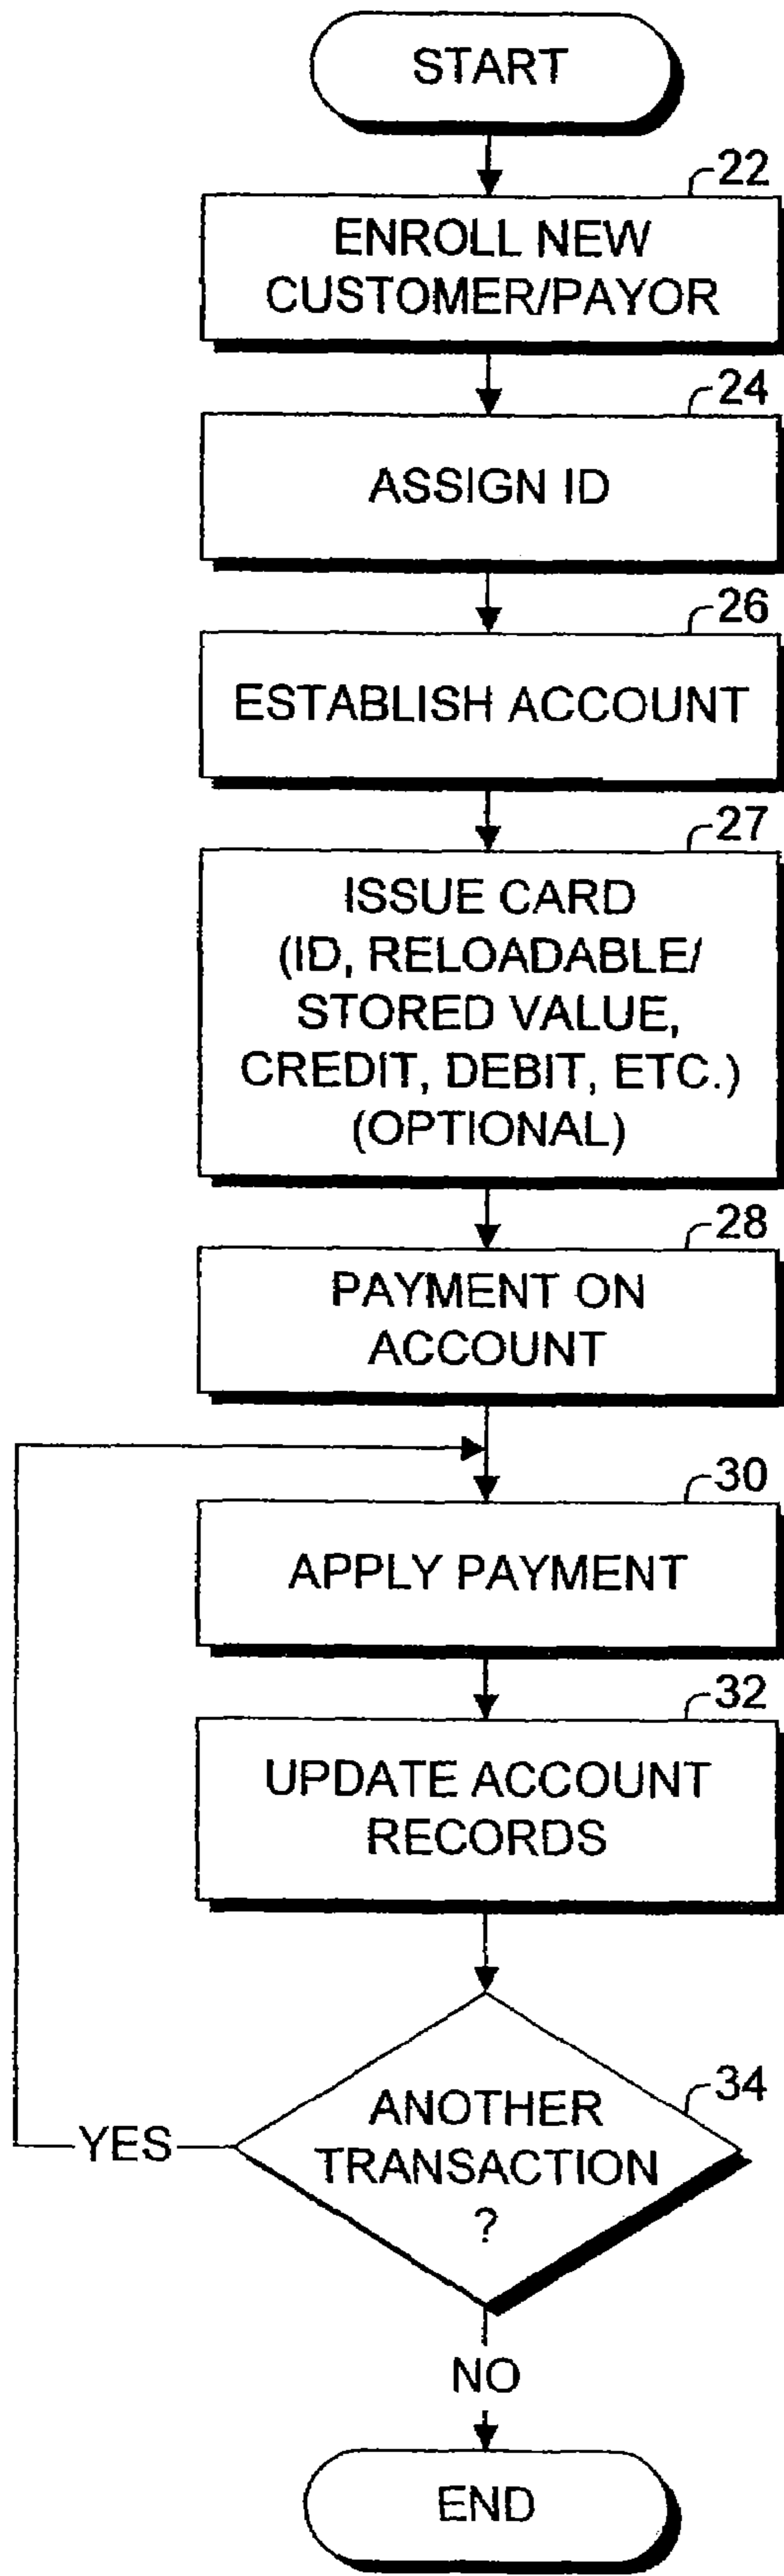 START
22
ENROLL NEW
CUSTOMER/PAYOR
24
ASSIGN ID
26
ESTABLISH ACCOUNT
27
ISSUE CARD
(ID, RELOADABLE/
STORED VALUE,
CREDIT, DEBIT, ETC.)
(OPTIONAL)
28
PAYMENT ON
ACCOUNT
30
APPLY PAYMENT
32
UPDATE ACCOUNT
RECORDS
34
ANOTHER
TRANSACTION
?
YES
NO
END